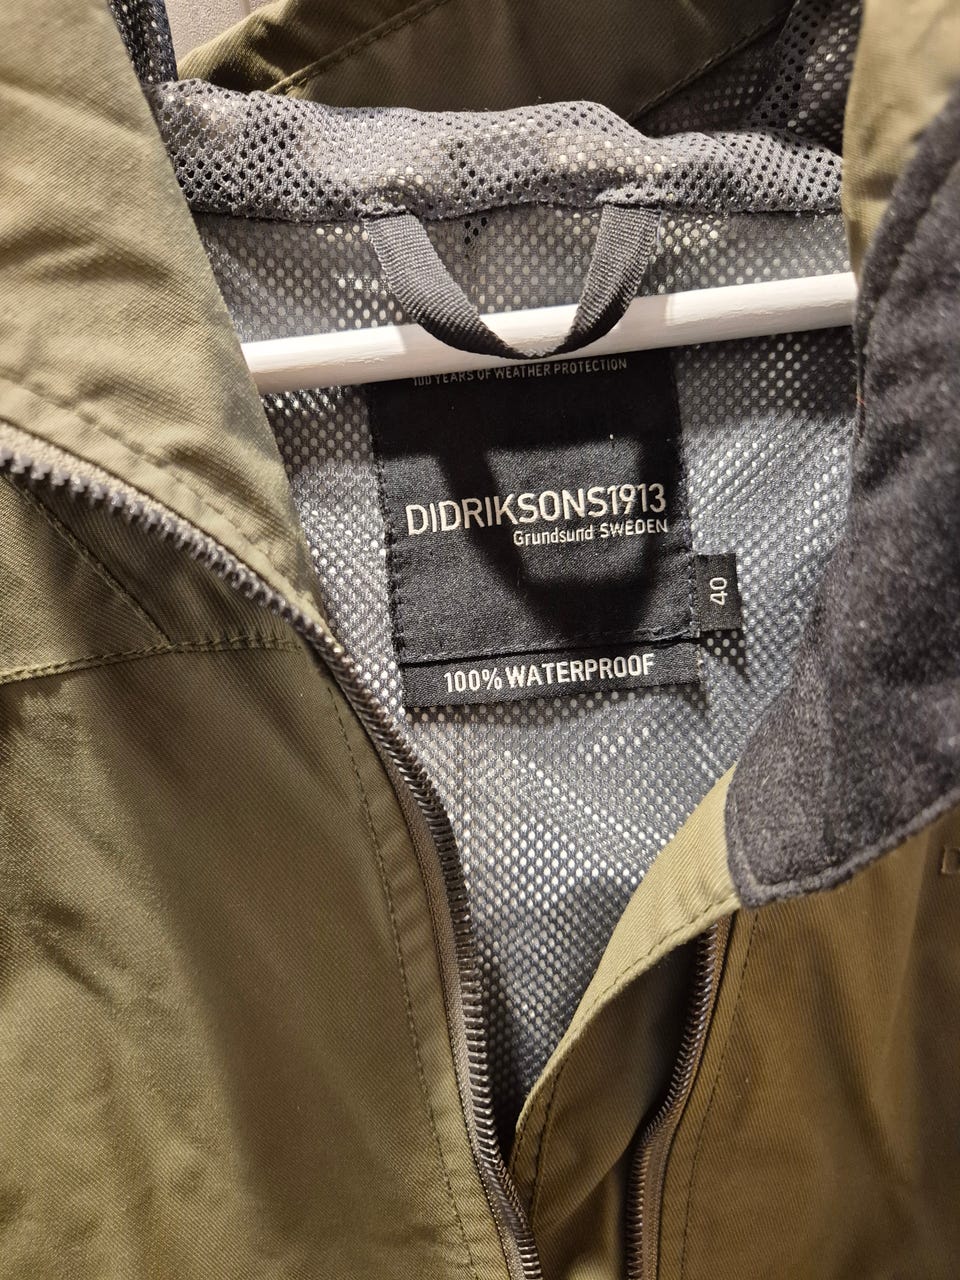 100 YEARS OF WEATHER PROTECTION
DIDRIKSONS1913
Grundsund SWEDEN
40
100% WATERPROOF